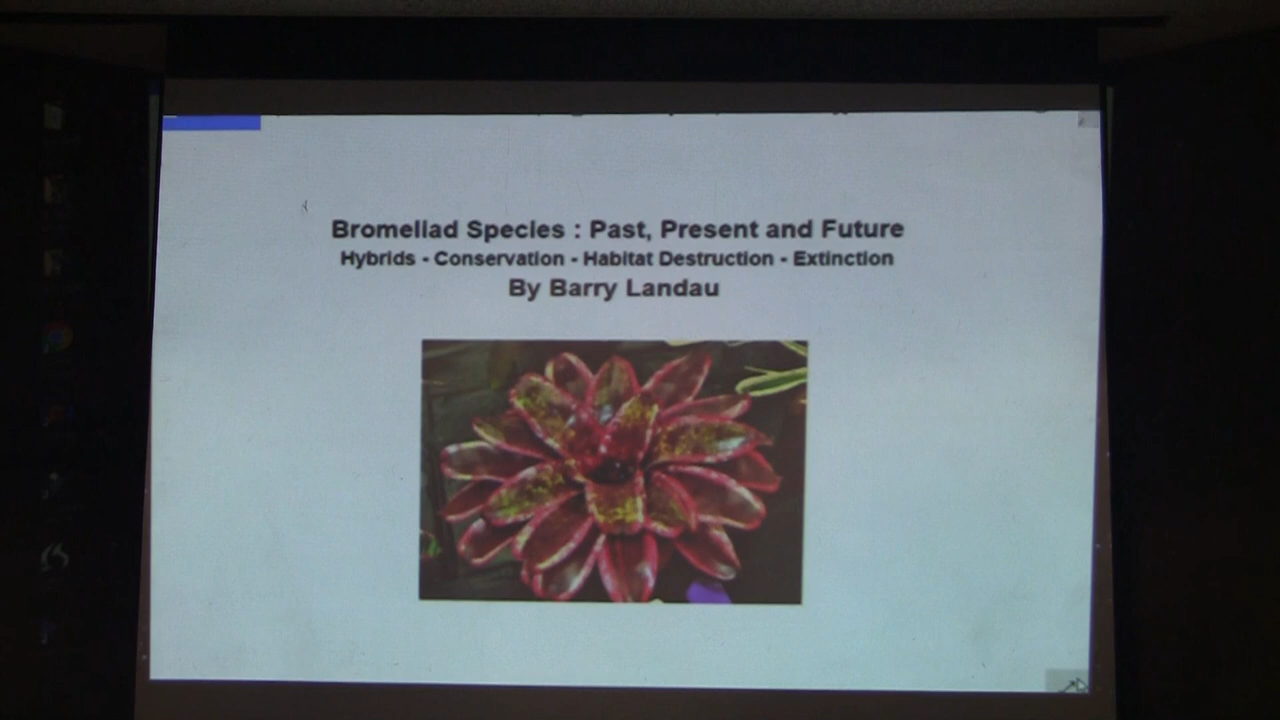 Bromeliad Species : Past, Present and Future
Hybrids - Conservation - Habitat Destruction - Extinction
By Barry Landau